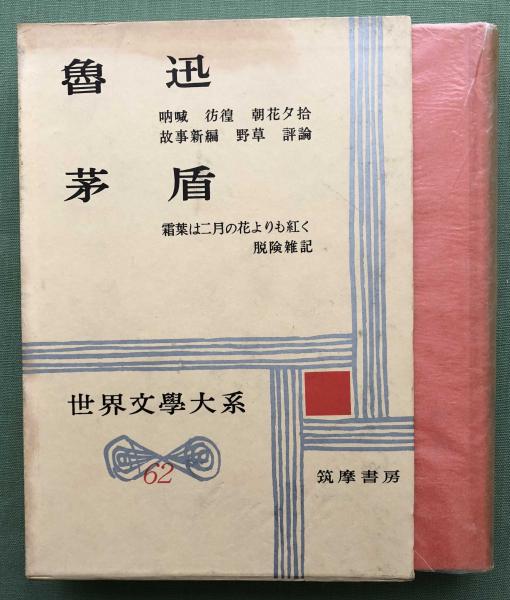 魯迅
吶喊 彷徨 朝花夕拾
故事新編 野草 評論
茅盾
霜葉は二月の花よりも紅く
脱険雑記
世界文學大系
62
筑摩書房